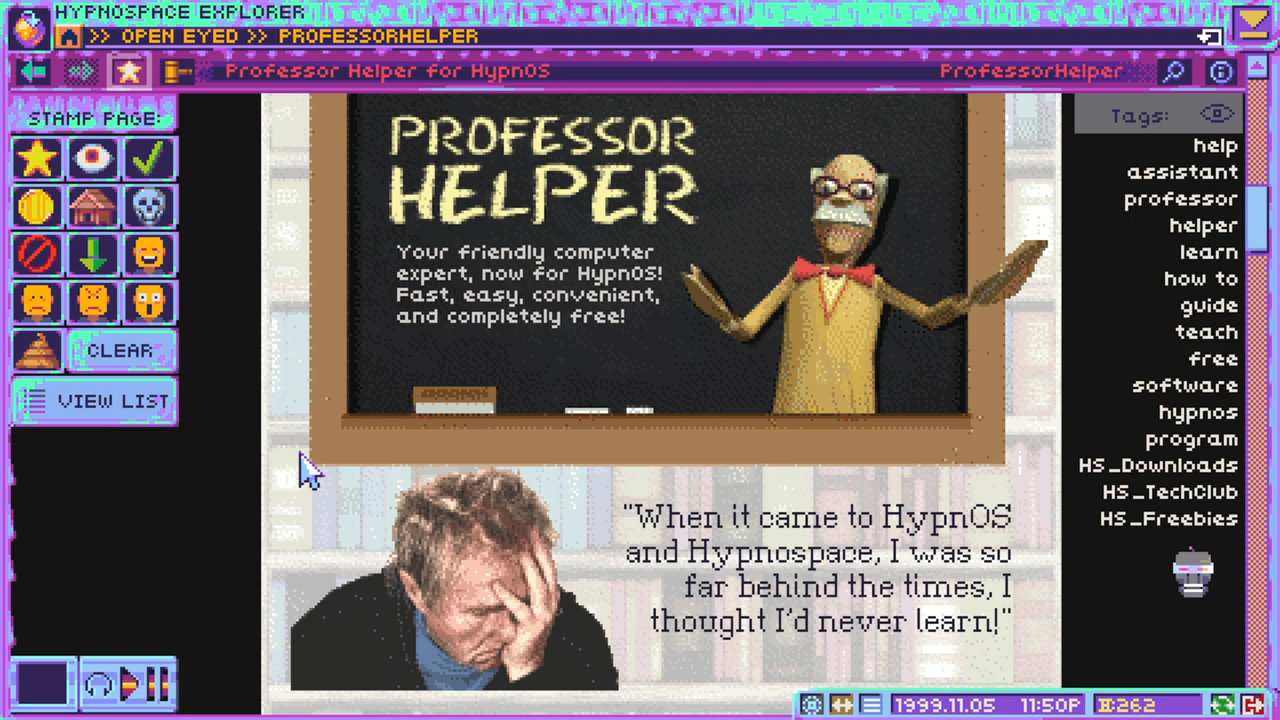 HYPNOSPACE EXPLORER
>> OPEN EYED >> PROFESSORHELPER
Professor Helper for HypnOS
ProfessorHelper
STAMP PAGE:
CLEAR
VIEW LIST
PROFESSOR
HELPER
Your friendly computer
expert, now for HypnOS!
Fast, easy, convenient,
and completely free!
"When it came to HypnOS
and Hypnospace, I was so
far behind the times, I
thought I'd never learn!"
Tags:
help
assistant
professor
helper
learn
how to
guide
teach
free
software
hypnos
program
HS_Downloads
HS_TechClub
HS_Freebies
1999.11.05 11:50P
:262